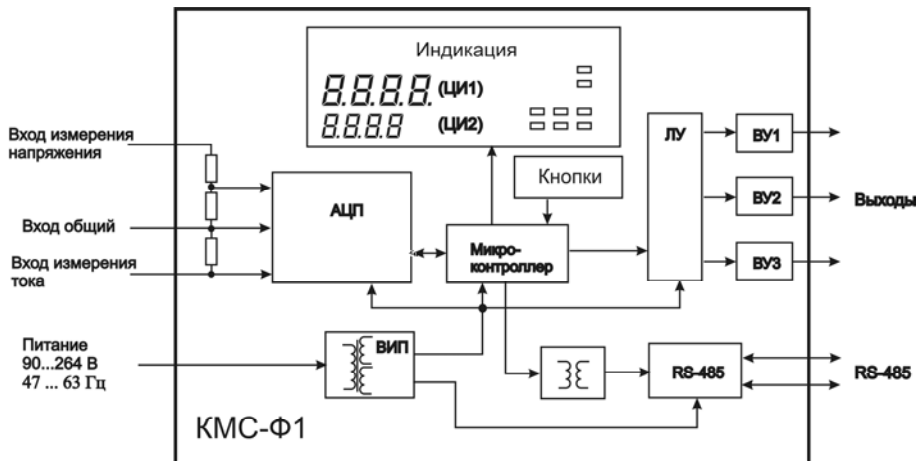 Индикация
8.8.8.8. (ЦИ1)
8.8.8.8 (ЦИ2)
Вход измерения
напряжения
Вход общий
Вход измерения
тока
АЦП
Кнопки
Микро-
контроллер
ЛУ
ВУ1
ВУ2
ВУ3
Выходы
Питание
90...264 В
47 ... 63 Гц
ВИП
RS-485
RS-485
КМС-Ф1